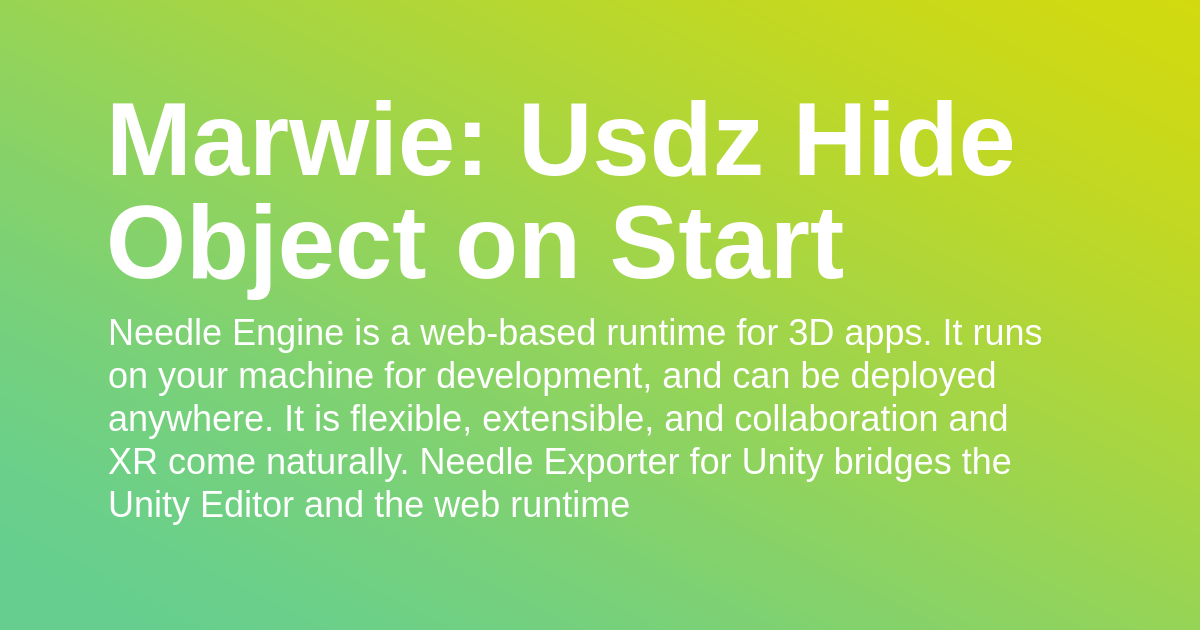 Marwie: Usdz Hide
Object on Start
Needle Engine is a web-based runtime for 3D apps. It runs
on your machine for development, and can be deployed
anywhere. It is flexible, extensible, and collaboration and
XR come naturally. Needle Exporter for Unity bridges the
Unity Editor and the web runtime